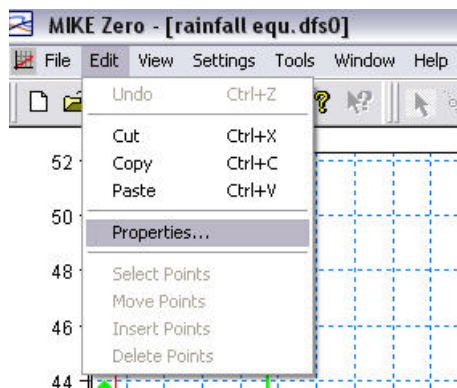 MIKE Zero - [rainfall equ.dfs0]
File Edit View Settings Tools Window Help
Undo Ctrl+Z
Cut Ctrl+X
52
Copy Ctrl+C
Paste Ctrl+V
50
Properties...
48
Select Points
Move Points
46
Insert Points
Delete Points
44